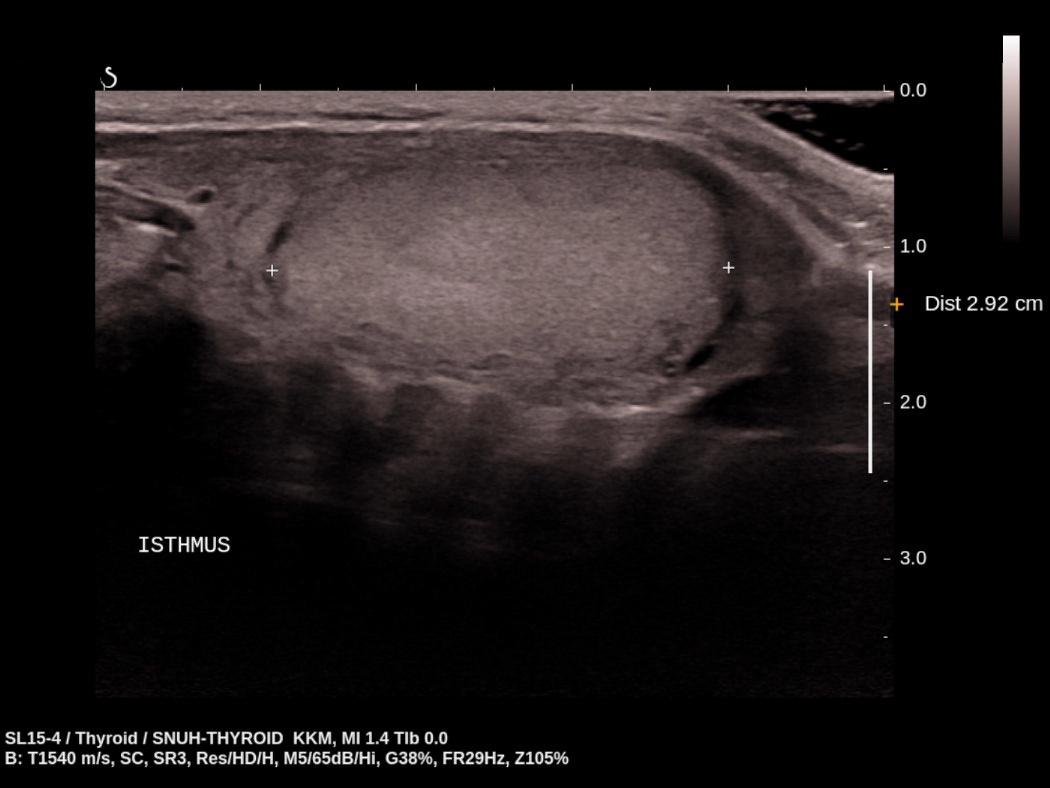 0.0
1.0
Dist 2.92 cm
2.0
3.0
ISTHMUS
SL15-4 / Thyroid / SNUH-THYROID KKM, MI 1.4 TIb 0.0
B: T1540 m/s, SC, SR3, Res/HD/H, M5/65dB/Hi, G38%, FR29Hz, Z105%